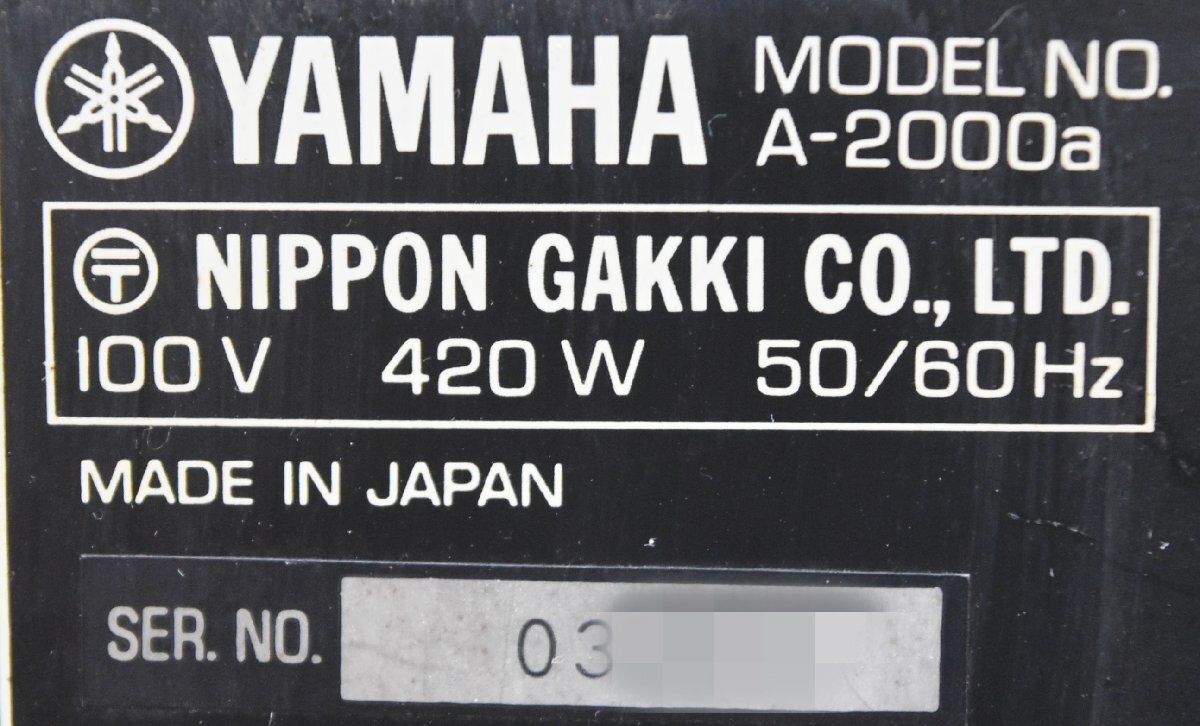 YAMAHA MODEL NO.
A-2000a
NIPPON GAKKI CO., LTD.
100 V 420 W 50/60 Hz
MADE IN JAPAN
SER. NO. 03